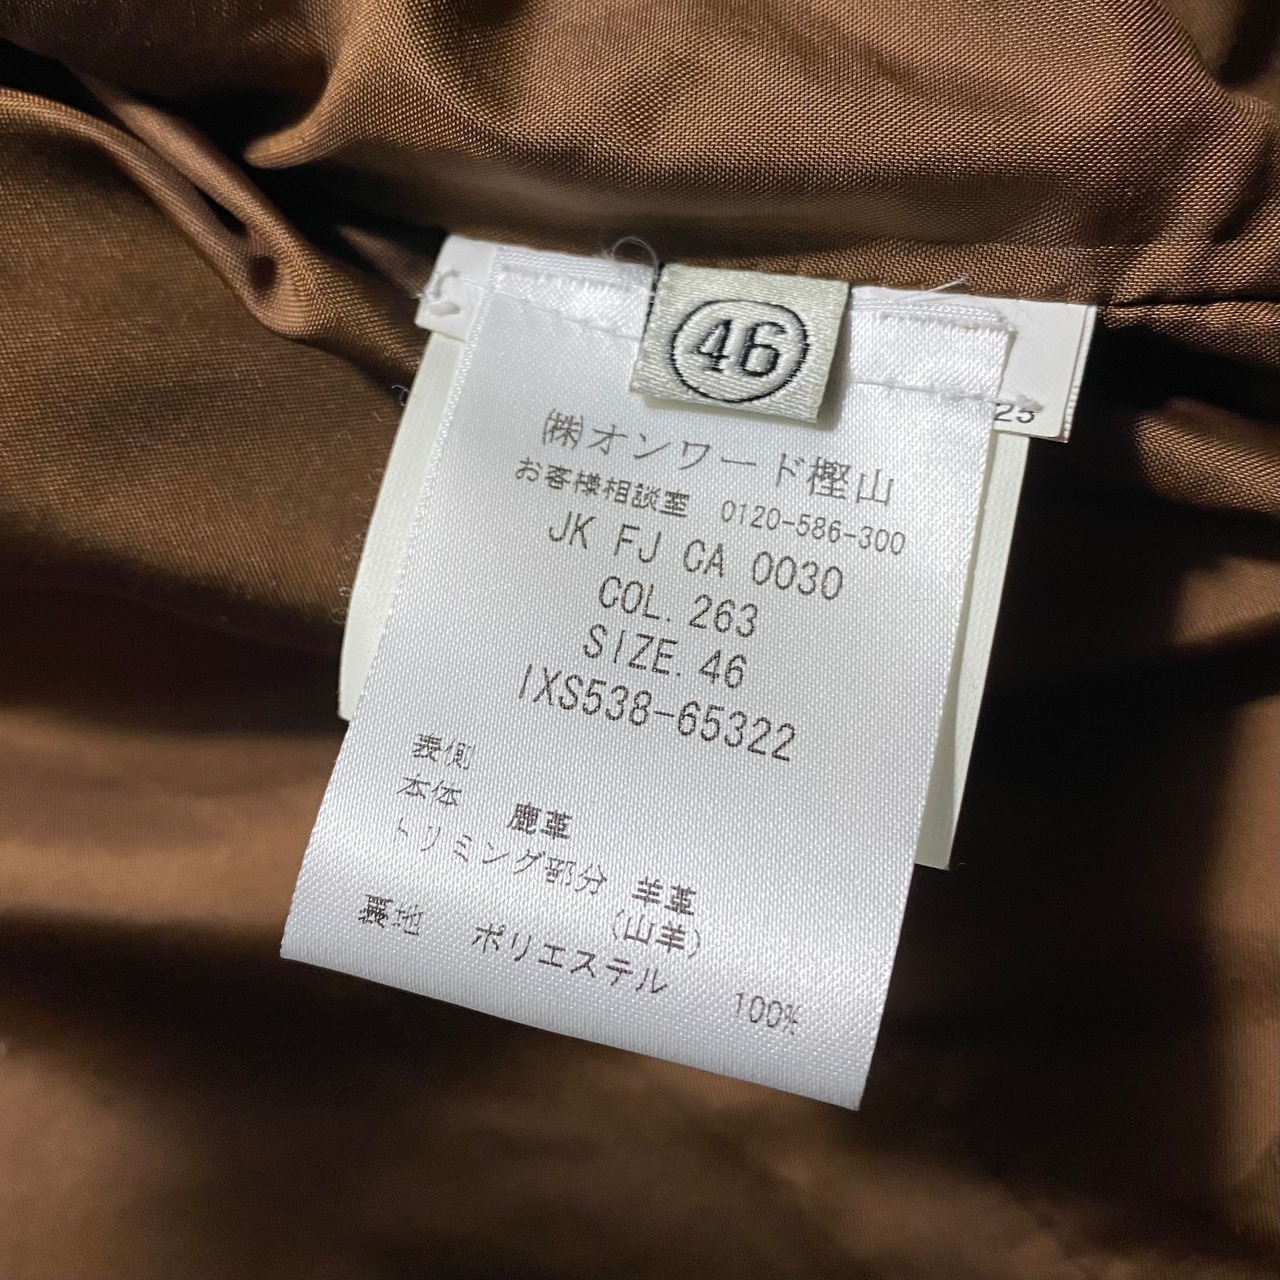 46
25
㈱オンワード樫山
お客様相談室 0120-586-300
JK FJ CA 0030
COL. 263
SIZE. 46
IXS538-65322
表側
本体 鹿革
トリミング部分 羊革
(山羊)
裏地 ポリエステル 100%